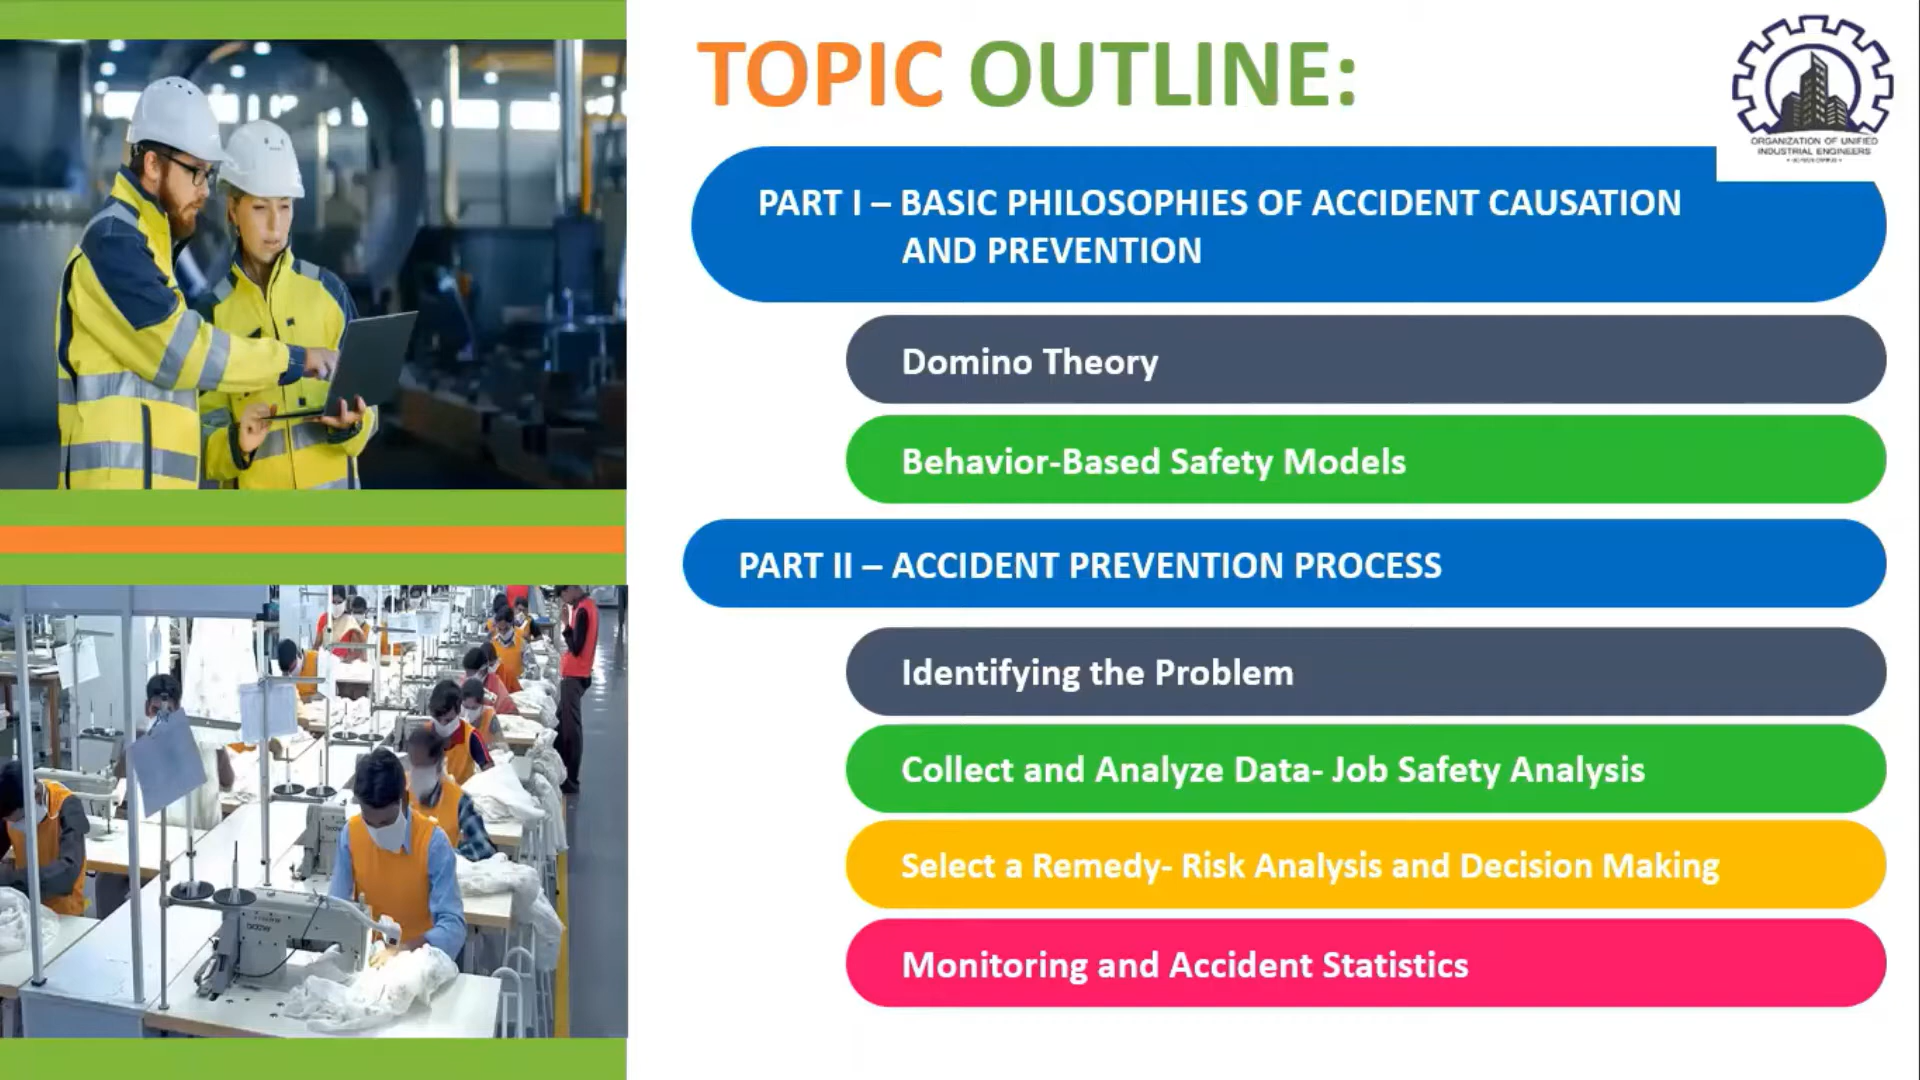 TOPIC OUTLINE:
ORGANIZATION OF UNIFIED
INDUSTRIAL ENGINEERS
PART I – BASIC PHILOSOPHIES OF ACCIDENT CAUSATION
AND PREVENTION
Domino Theory
Behavior-Based Safety Models
PART II – ACCIDENT PREVENTION PROCESS
Identifying the Problem
Collect and Analyze Data- Job Safety Analysis
Select a Remedy- Risk Analysis and Decision Making
Monitoring and Accident Statistics